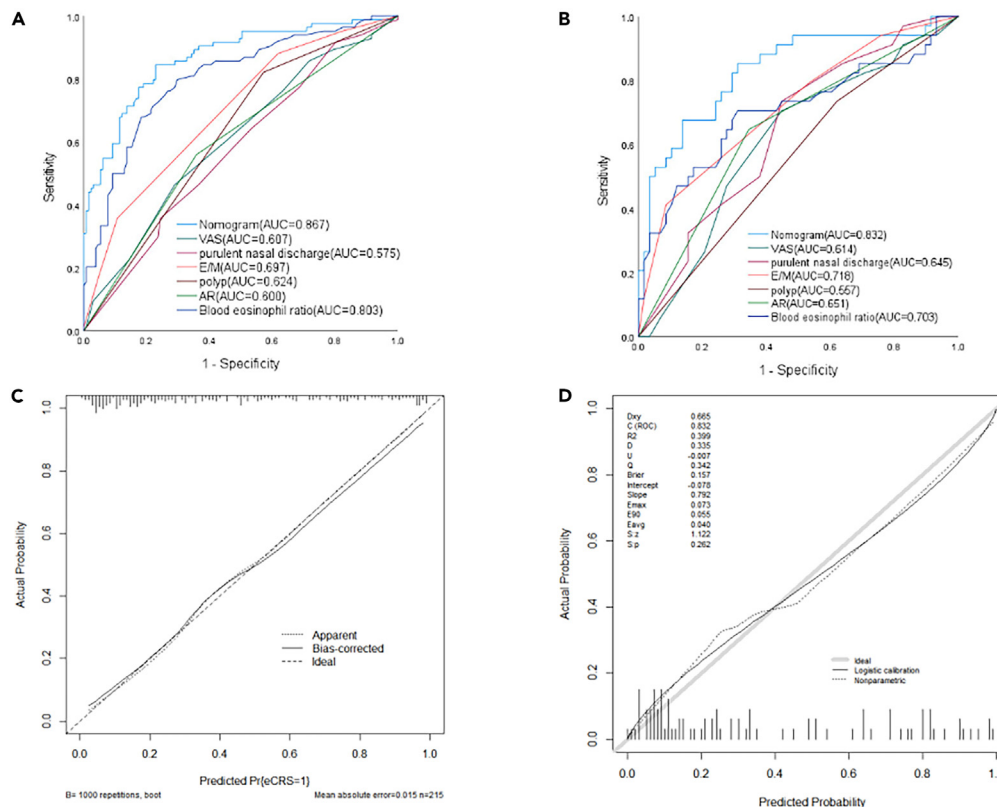 A
1.0
0.8
0.6
0.4
0.2
0.0
Sensitivity
Nomogram(AUC=0.867)
VAS(AUC=0.607)
purulent nasal discharge(AUC=0.575)
E/M(AUC=0.697)
polyp(AUC=0.624)
AR(AUC=0.600)
Blood eosinophil ratio(AUC=0.803)
0.0 0.2 0.4 0.6 0.8 1.0
1 - Specificity
B
1.0
0.8
0.6
0.4
0.2
0.0
Sensitivity
Nomogram(AUC=0.832)
VAS(AUC=0.614)
purulent nasal discharge(AUC=0.645)
E/M(AUC=0.718)
polyp(AUC=0.557)
AR(AUC=0.651)
Blood eosinophil ratio(AUC=0.703)
0.0 0.2 0.4 0.6 0.8 1.0
1 - Specificity
C
1.0
0.8
0.6
0.4
0.2
0.0
Actual Probability
Apparent
Bias-corrected
Ideal
0.0 0.2 0.4 0.6 0.8 1.0
Predicted Pr{eCRS=1}
B= 1000 repetitions, boot
Mean absolute error=0.015 n=215
D
1.0
0.8
0.6
0.4
0.2
0.0
Actual Probability
Dxy 0.665
C (ROC) 0.832
R2 0.399
D 0.335
U -0.007
Q 0.342
Brier 0.157
Intercept -0.078
Slope 0.792
Emax 0.073
E90 0.055
Eavg 0.040
S:z 1.122
S:p 0.262
Ideal
Logistic calibration
Nonparametric
0.0 0.2 0.4 0.6 0.8 1.0
Predicted Probability